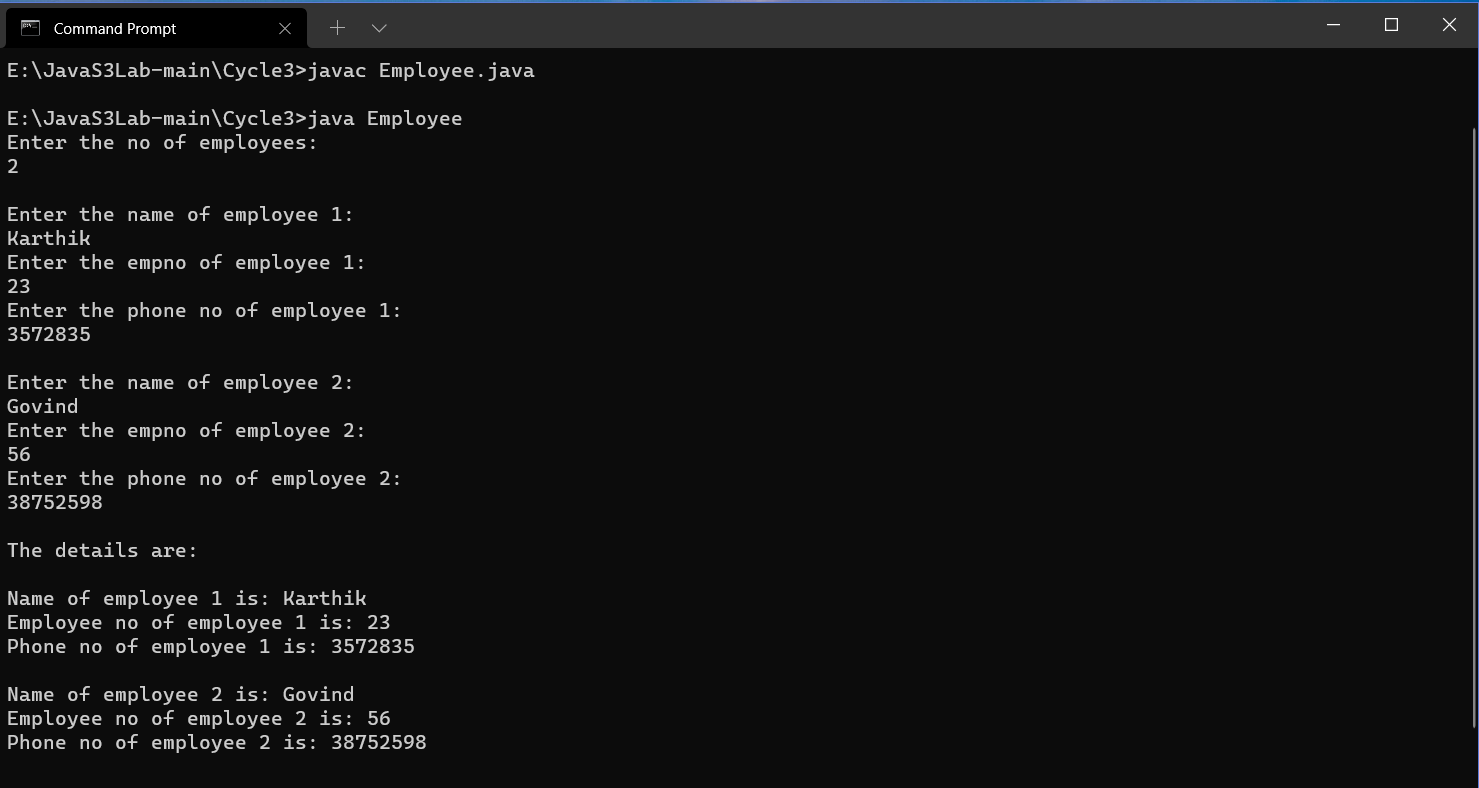 Command Prompt
E:\JavaS3Lab-main\Cycle3>javac Employee.java
E:\JavaS3Lab-main\Cycle3>java Employee
Enter the no of employees:
2
Enter the name of employee 1:
Karthik
Enter the empno of employee 1:
23
Enter the phone no of employee 1:
3572835
Enter the name of employee 2:
Govind
Enter the empno of employee 2:
56
Enter the phone no of employee 2:
38752598
The details are:
Name of employee 1 is: Karthik
Employee no of employee 1 is: 23
Phone no of employee 1 is: 3572835
Name of employee 2 is: Govind
Employee no of employee 2 is: 56
Phone no of employee 2 is: 38752598